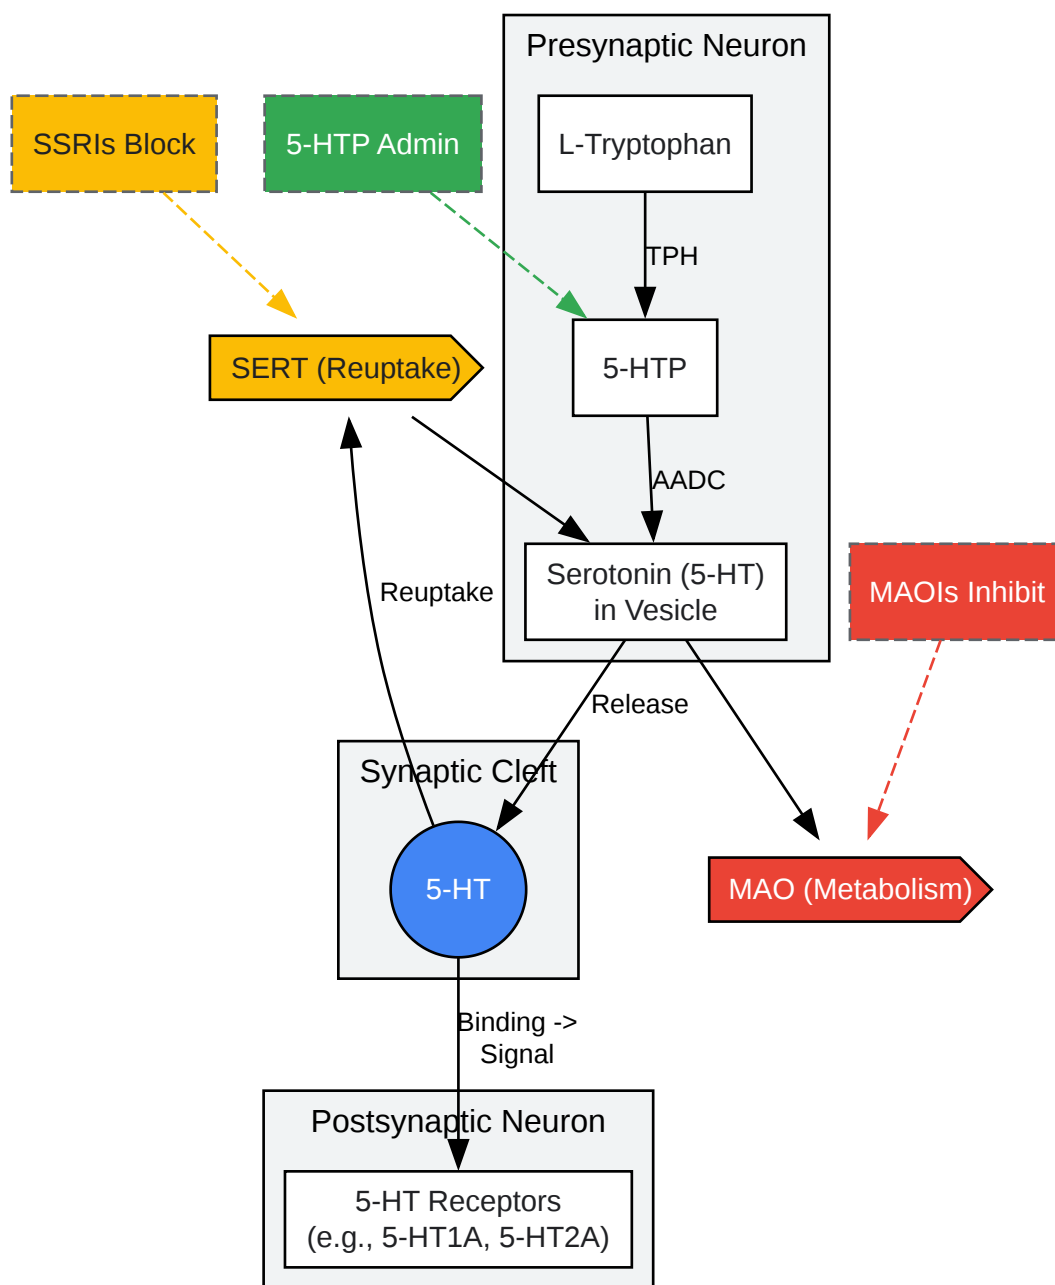 Presynaptic Neuron
SSRIs Block
5-HTP Admin
L-Tryptophan
TPH
SERT (Reuptake)
5-HTP
AADC
Serotonin (5-HT)
in Vesicle
MAOIs Inhibit
Reuptake
Release
Synaptic Cleft
5-HT
MAO (Metabolism)
Binding ->
Signal
Postsynaptic Neuron
5-HT Receptors
(e.g., 5-HT1A, 5-HT2A)